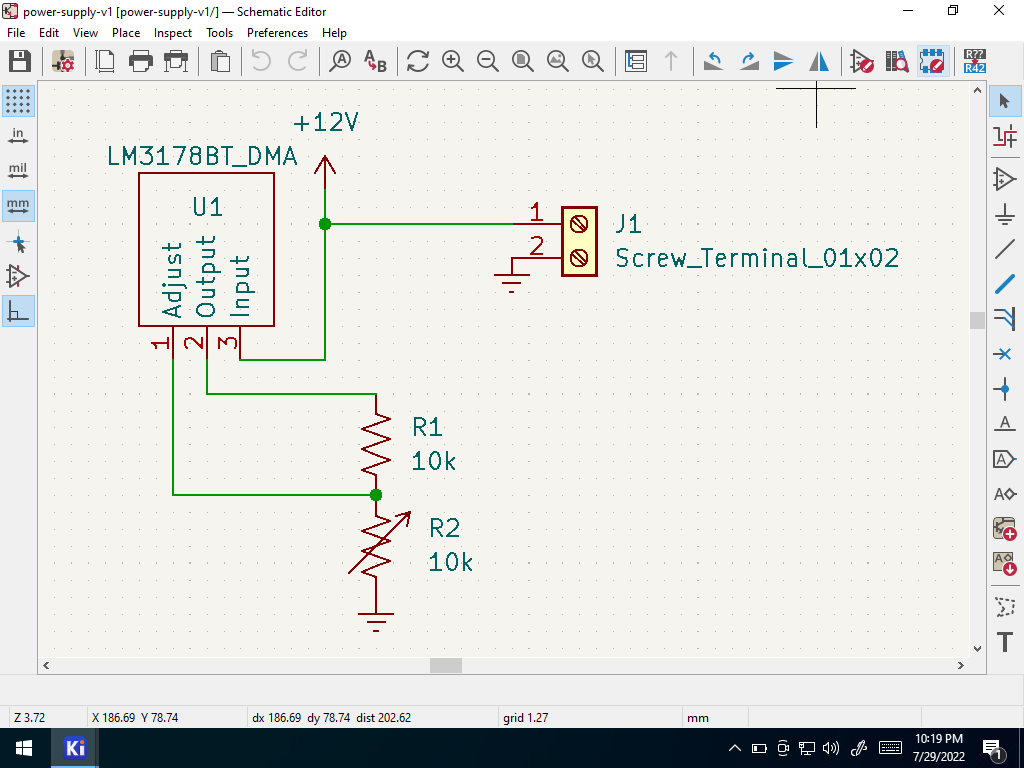 power-supply-v1 [power-supply-v1/] — Schematic Editor
File Edit View Place Inspect Tools Preferences Help
A
A B
R??
R42
in
mil
mm
+12V
LM3178BT_DMA
U1
Adjust
Output
Input
1
2
3
1
2
J1
Screw_Terminal_01x02
R1
10k
R2
10k
A
A
A
A
T
Z 3.72
X 186.69 Y 78.74
dx 186.69 dy 78.74 dist 202.62
grid 1.27
mm
Ki
10:19 PM
7/29/2022
1